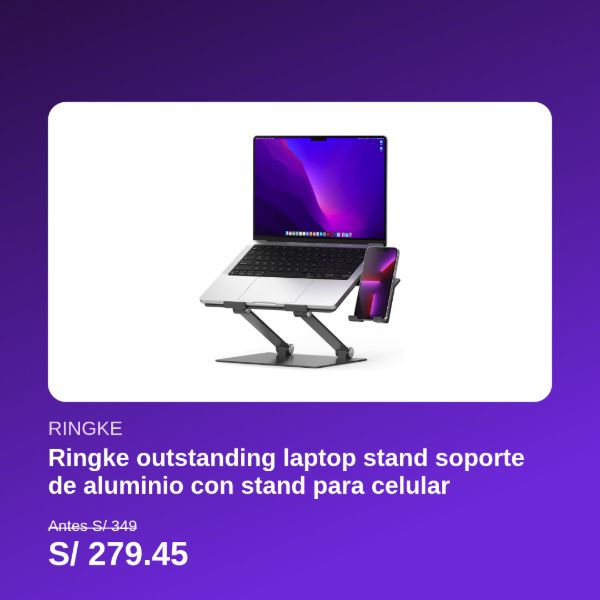 RINGKE
Ringke outstanding laptop stand soporte
de aluminio con stand para celular
Antes S/ 349
S/ 279.45